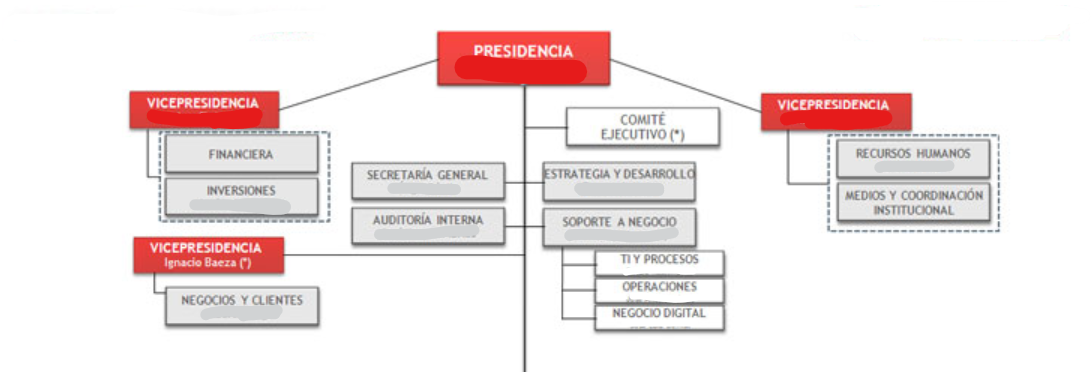 PRESIDENCIA
VICEPRESIDENCIA
VICEPRESIDENCIA
COMITÉ
EJECUTIVO (*)
FINANCIERA
INVERSIONES
RECURSOS HUMANOS
MEDIOS Y COORDINACIÓN
INSTITUCIONAL
SECRETARÍA GENERAL
ESTRATEGIA Y DESARROLLO
AUDITORÍA INTERNA
SOPORTE A NEGOCIO
VICEPRESIDENCIA
Ignacio Baeza (*)
NEGOCIOS Y CLIENTES
TI Y PROCESOS
OPERACIONES
NEGOCIO DIGITAL